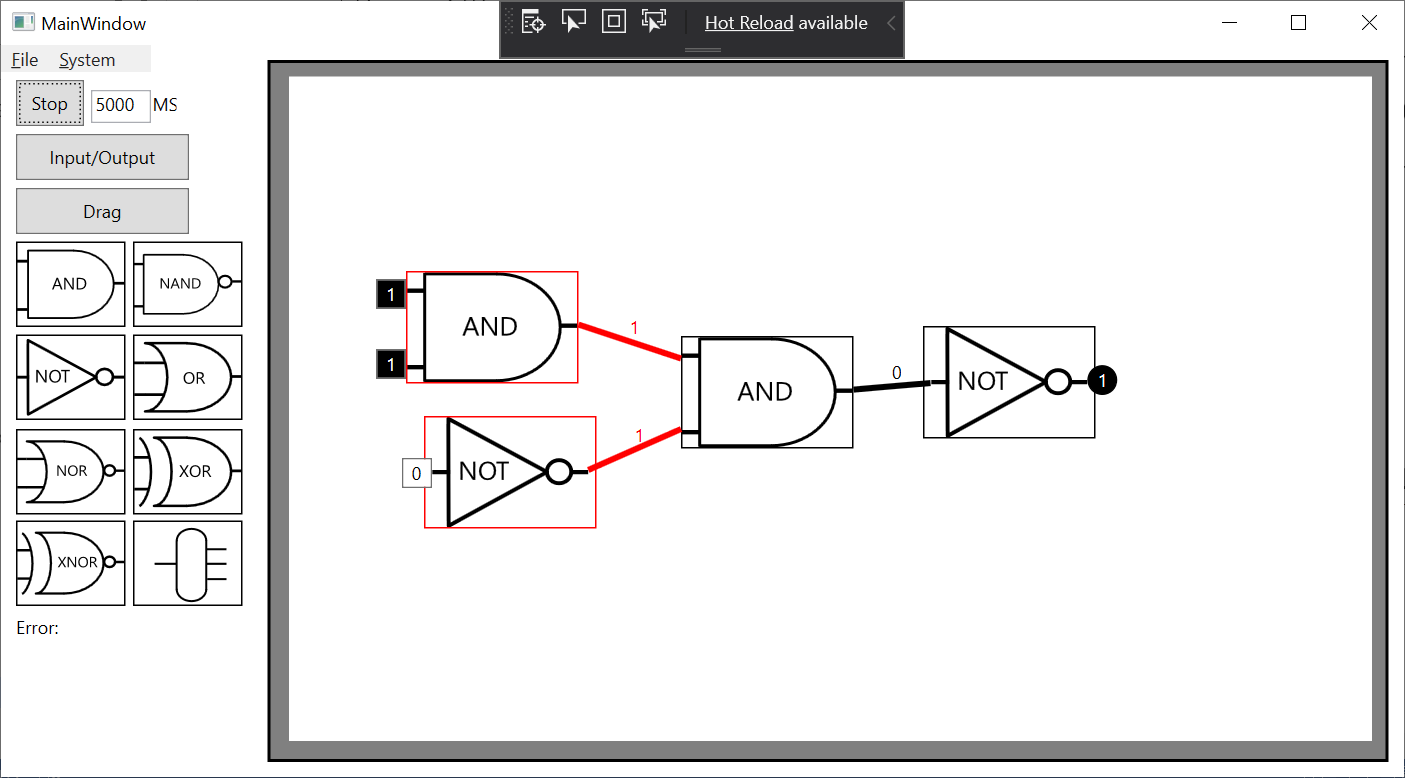 MainWindow
Hot Reload available
File System
Stop 5000 MS
Input/Output
Drag
AND NAND
NOT OR
NOR XOR
XNOR
Error:
1 AND 1
1
AND 0 NOT 1
0 NOT 1